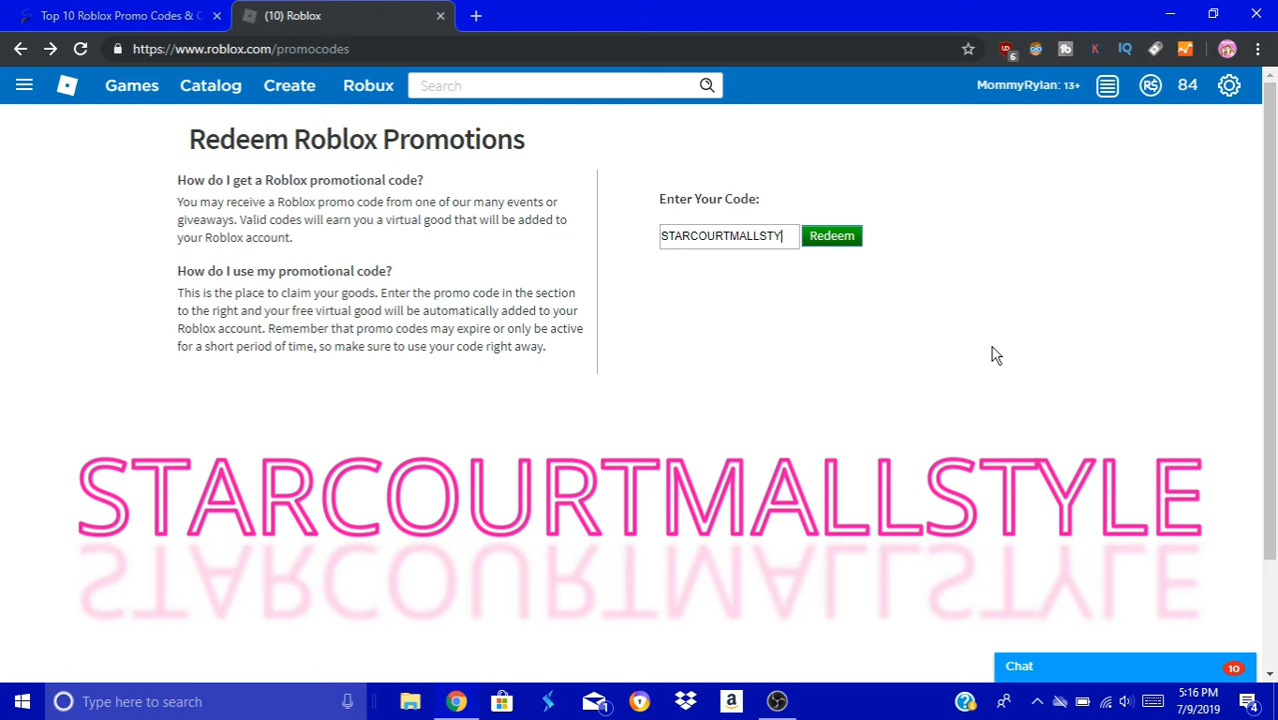 Top 10 Roblox Promo Codes & C
(10) Roblox
https://www.roblox.com/promocodes
6
Games
Catalog
Create
Robux
Search
MommyRylan: 13+
84
Redeem Roblox Promotions
How do I get a Roblox promotional code?
You may receive a Roblox promo code from one of our many events or
giveaways. Valid codes will earn you a virtual good that will be added to
your Roblox account.
How do I use my promotional code?
This is the place to claim your goods. Enter the promo code in the section
to the right and your free virtual good will be automatically added to your
Roblox account. Remember that promo codes may expire or only be active
for a short period of time, so make sure to use your code right away.
Enter Your Code:
STARCOURTMALLSTY
Redeem
STARCOURTMALLSTYLE
Chat
10
Type here to search
1
5:16 PM
7/9/2019
4